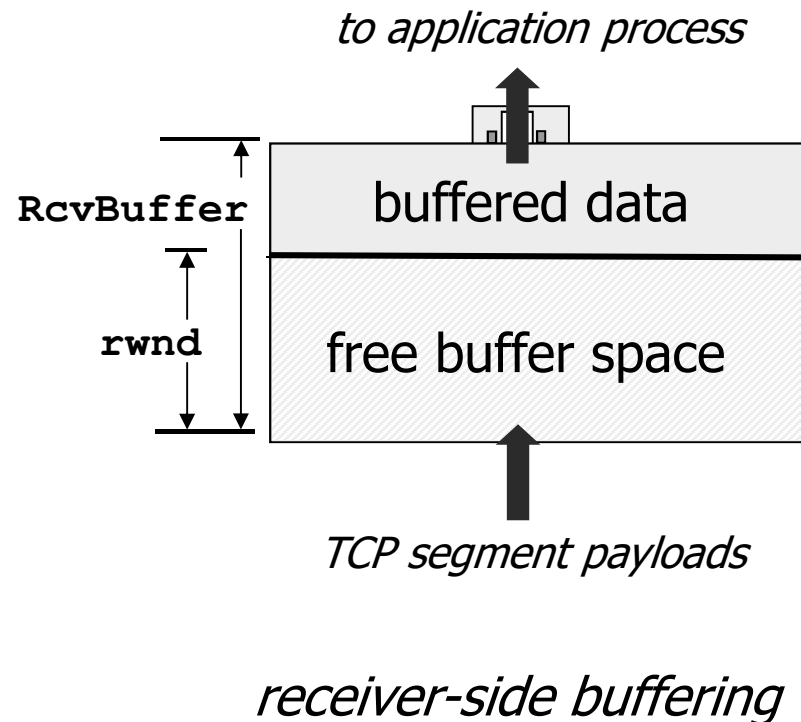 to application process
RcvBuffer
buffered data
rwnd
free buffer space
TCP segment payloads
receiver-side buffering